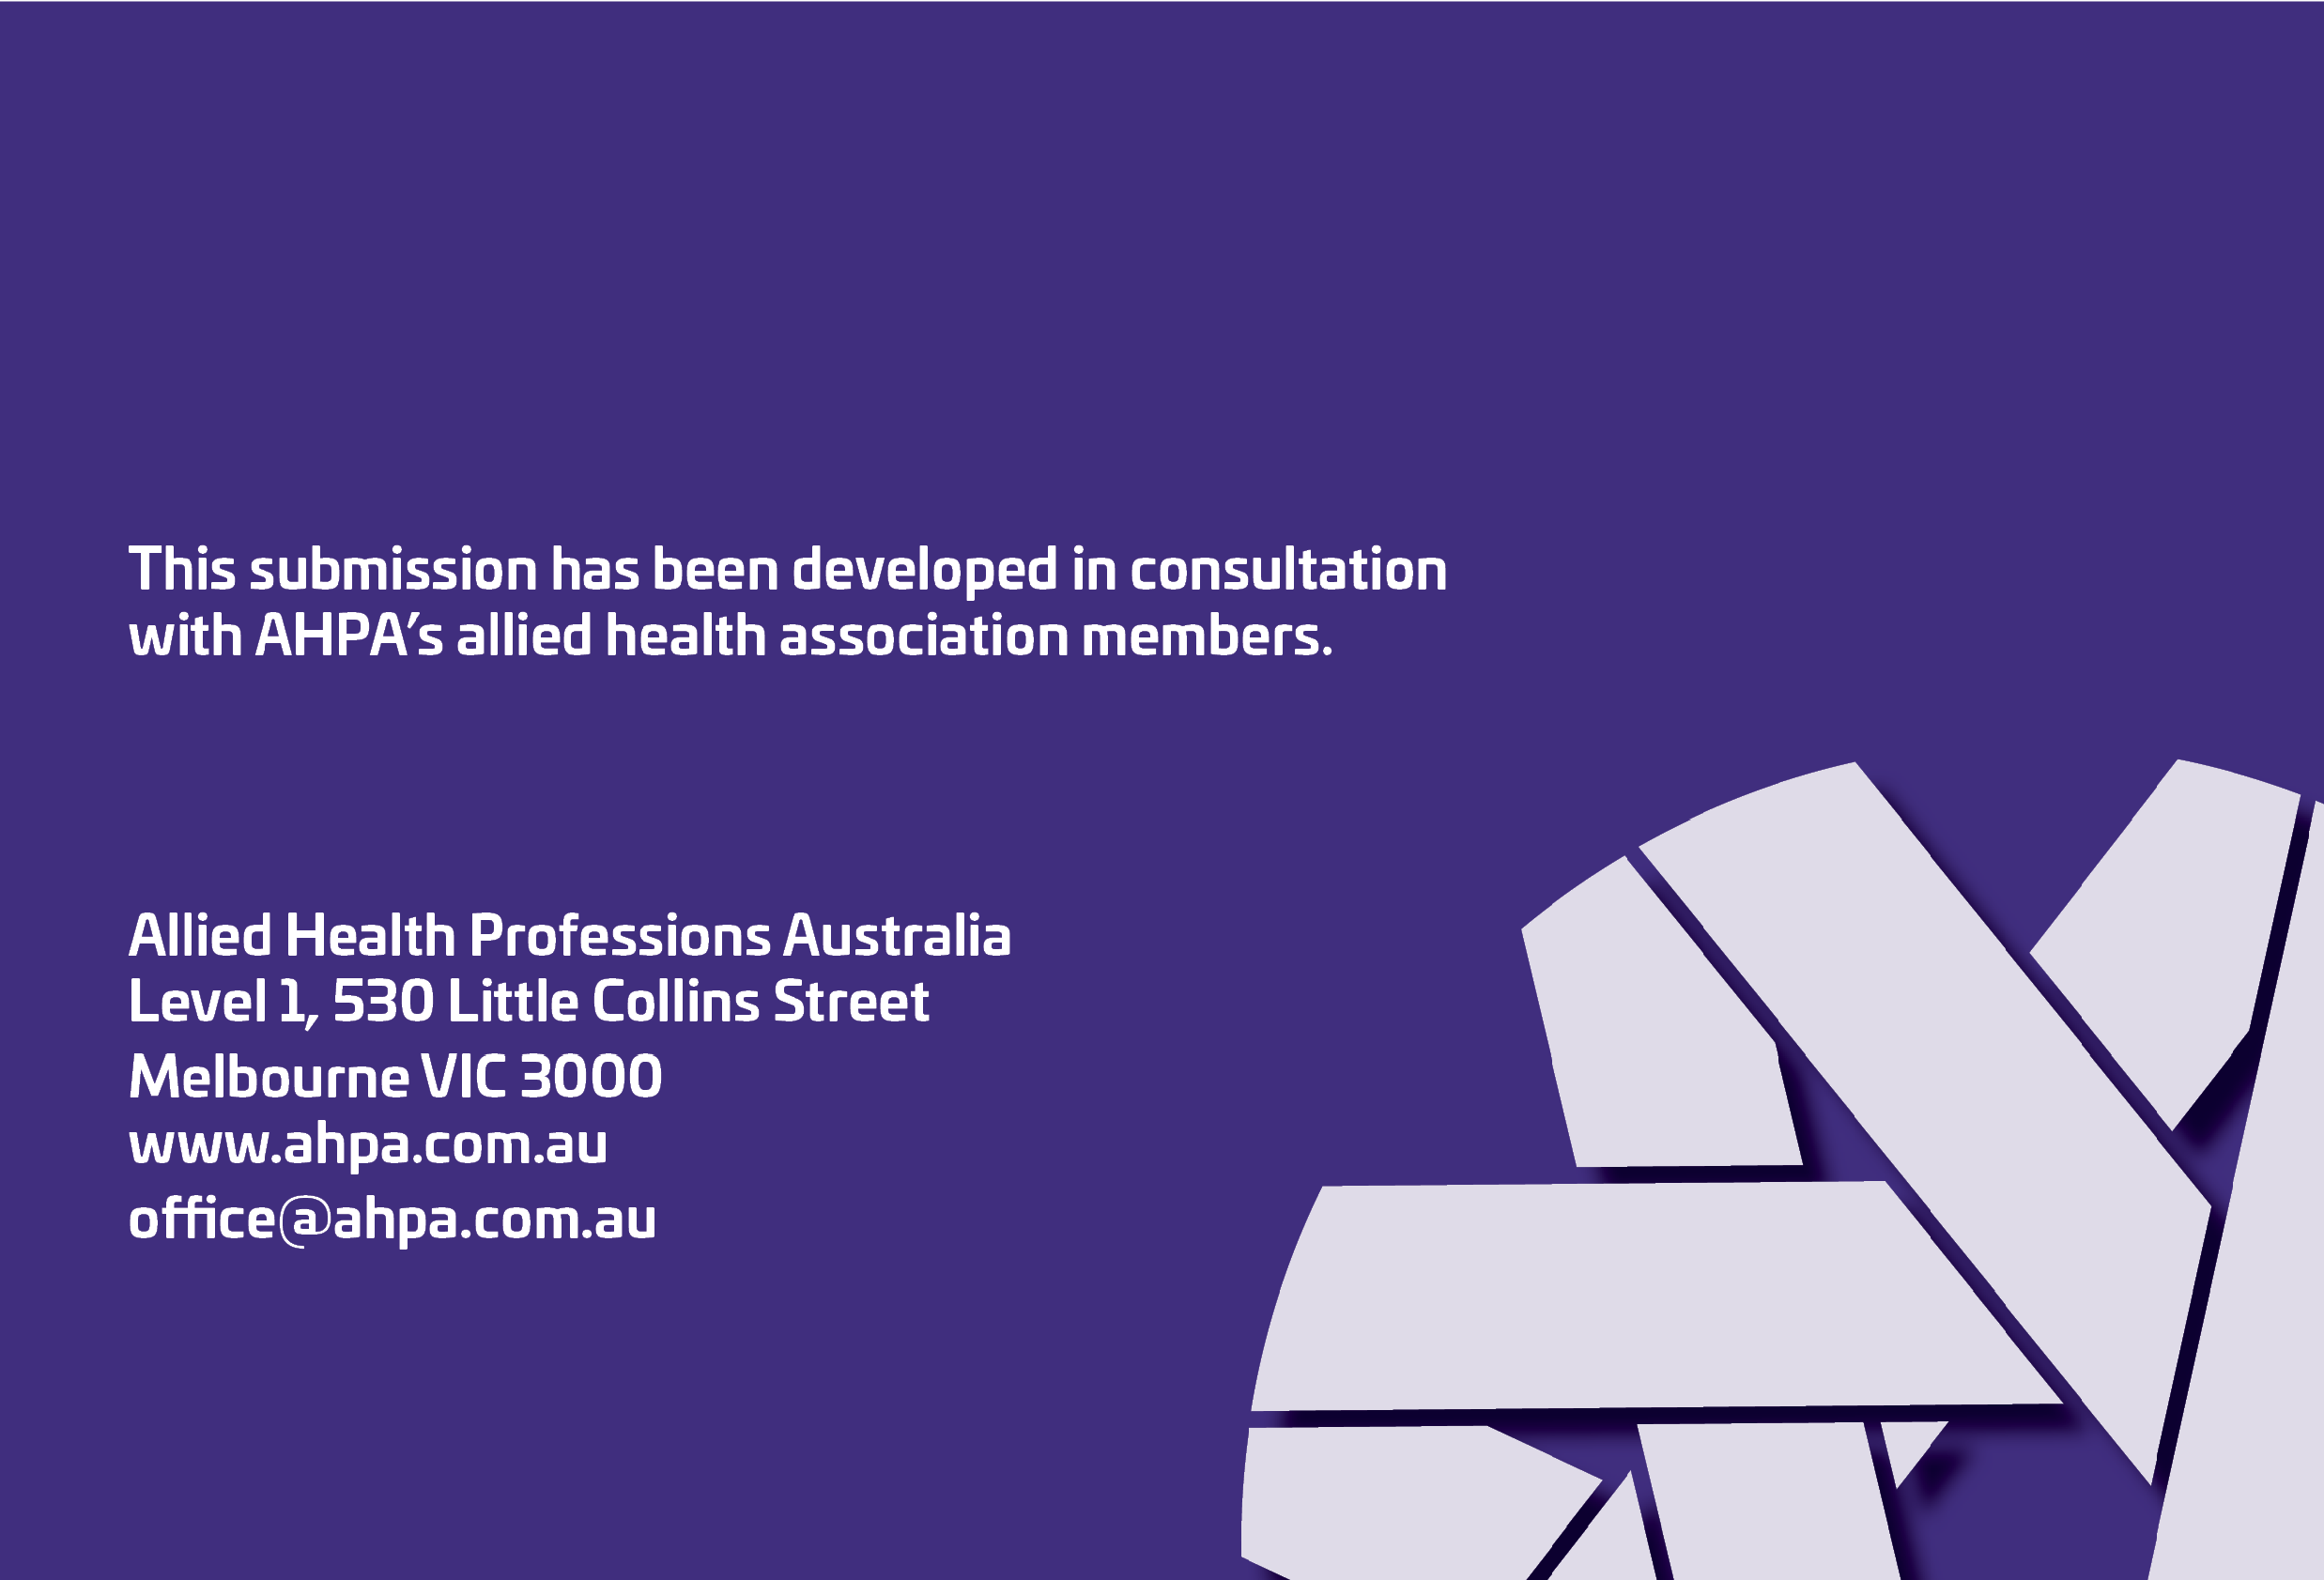 This submission has been developed in consultation
with AHPA’s allied health association members.
Allied Health Professions Australia
Level 1, 530 Little Collins Street
Melbourne VIC 3000
www.ahpa.com.au
office@ahpa.com.au